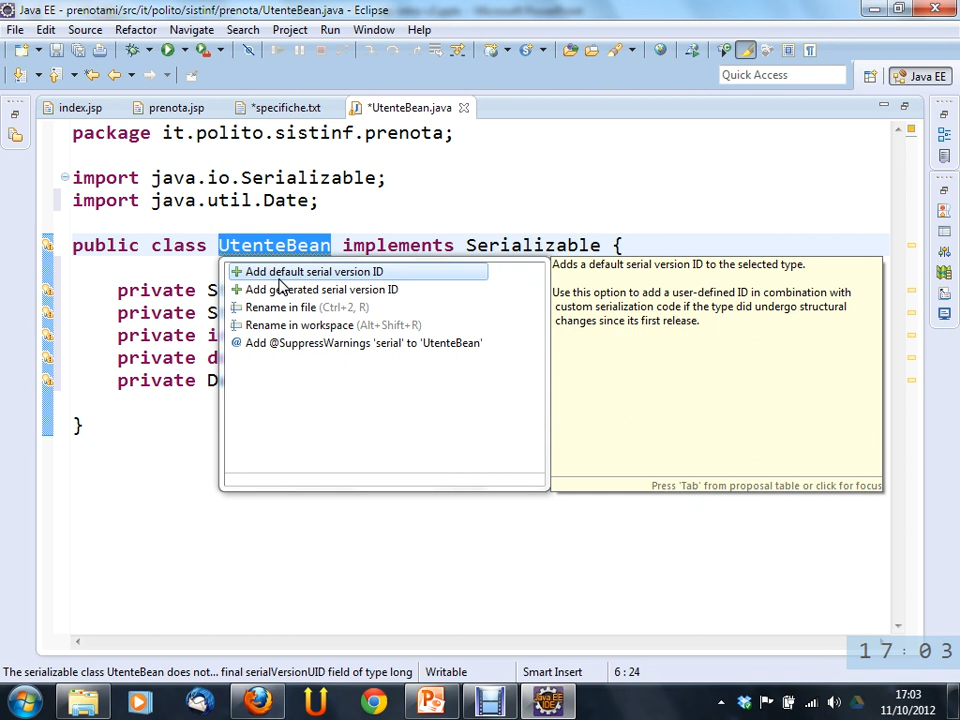 Java EE - prenotami/src/it/polito/sistinf/prenota/UtenteBean.java - Eclipse
File Edit Source Refactor Navigate Search Project Run Window Help
Quick Access
Java EE
index.jsp prenota.jsp *specifiche.txt *UtenteBean.java
package it.polito.sistinf.prenota;
import java.io.Serializable;
import java.util.Date;
public class UtenteBean implements Serializable {
Add default serial version ID
Add generated serial version ID
Rename in file (Ctrl+2, R)
Rename in workspace (Alt+Shift+R)
Add @SuppressWarnings 'serial' to 'UtenteBean'
Adds a default serial version ID to the selected type.
Use this option to add a user-defined ID in combination with
custom serialization code if the type did undergo structural
changes since its first release.
Press 'Tab' from proposal table or click for focus
private S
private S
private i
private d
private D
}
17:03
The serializable class UtenteBean does not... final serialVersionUID field of type long Writable Smart Insert 6 : 24
Java EE
IDE
17:03
11/10/2012